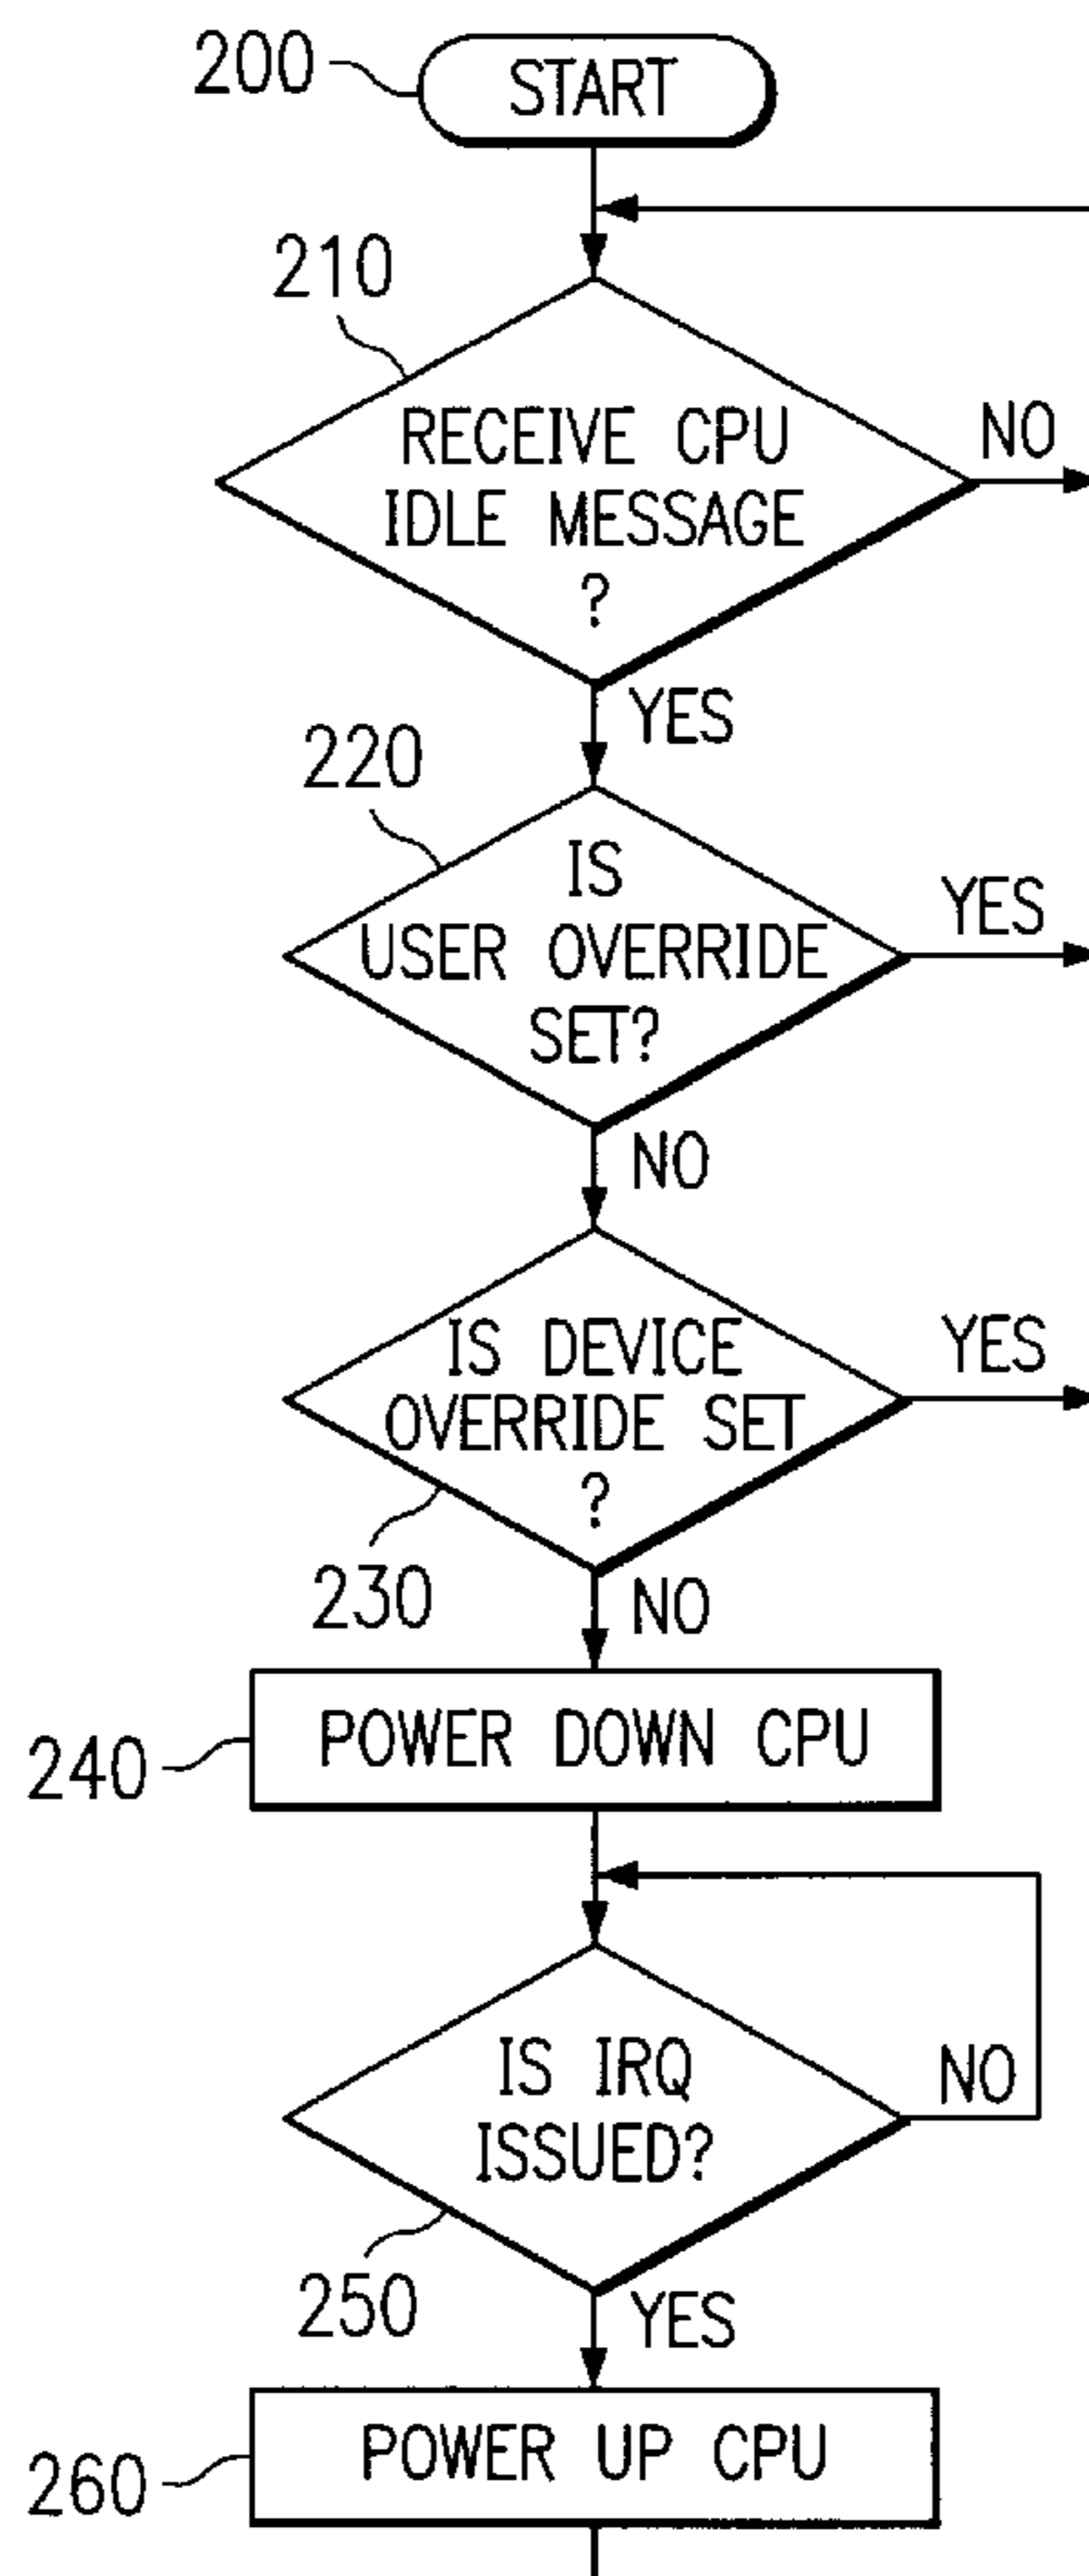 200
START
210
RECEIVE CPU
IDLE MESSAGE
?
NO
YES
220
IS
USER OVERRIDE
SET?
YES
NO
IS DEVICE
OVERRIDE SET
?
YES
230
NO
240
POWER DOWN CPU
IS IRQ
ISSUED?
NO
250
YES
260
POWER UP CPU